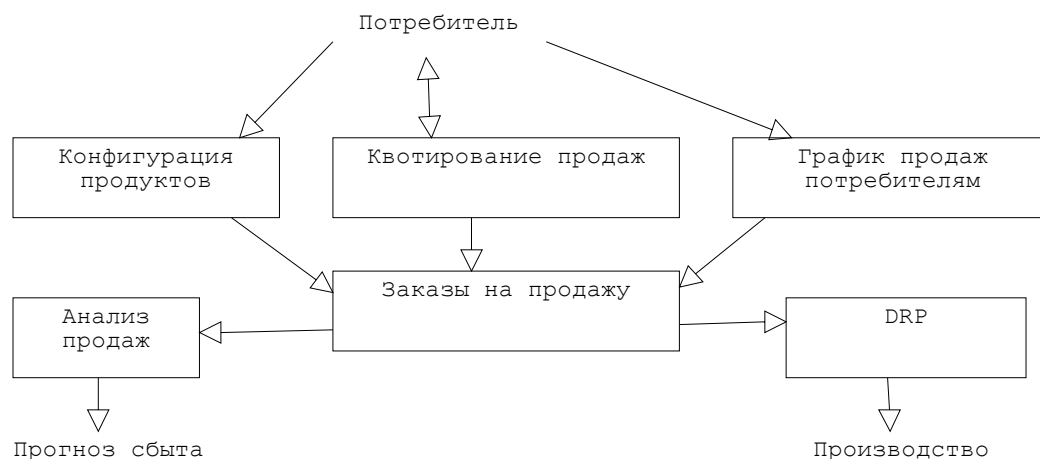 Потребитель
Конфигурация
продуктов
Квотирование продаж
График продаж
потребителям
Заказы на продажу
Анализ
продаж
DRP
Прогноз сбыта
Производство